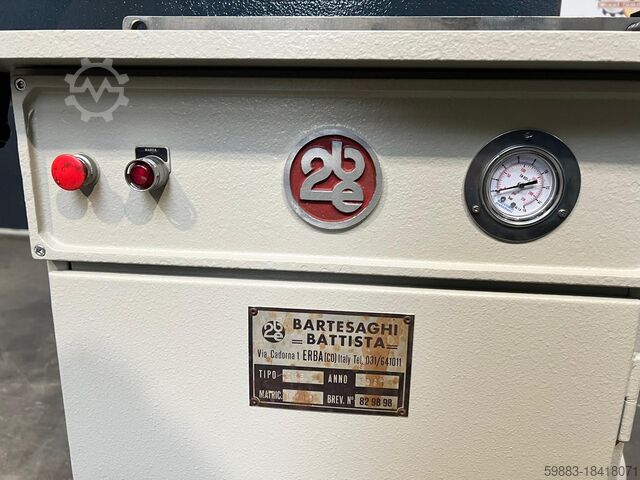 MARCIA
2be
2be BARTESAGHI
BATTISTA
Via Cadorna 1 ERBA (CO) Italy Tel. 031/641011
TIPO ANNO
MATRIC. BREV. N° 82 98 98
59883-18418071